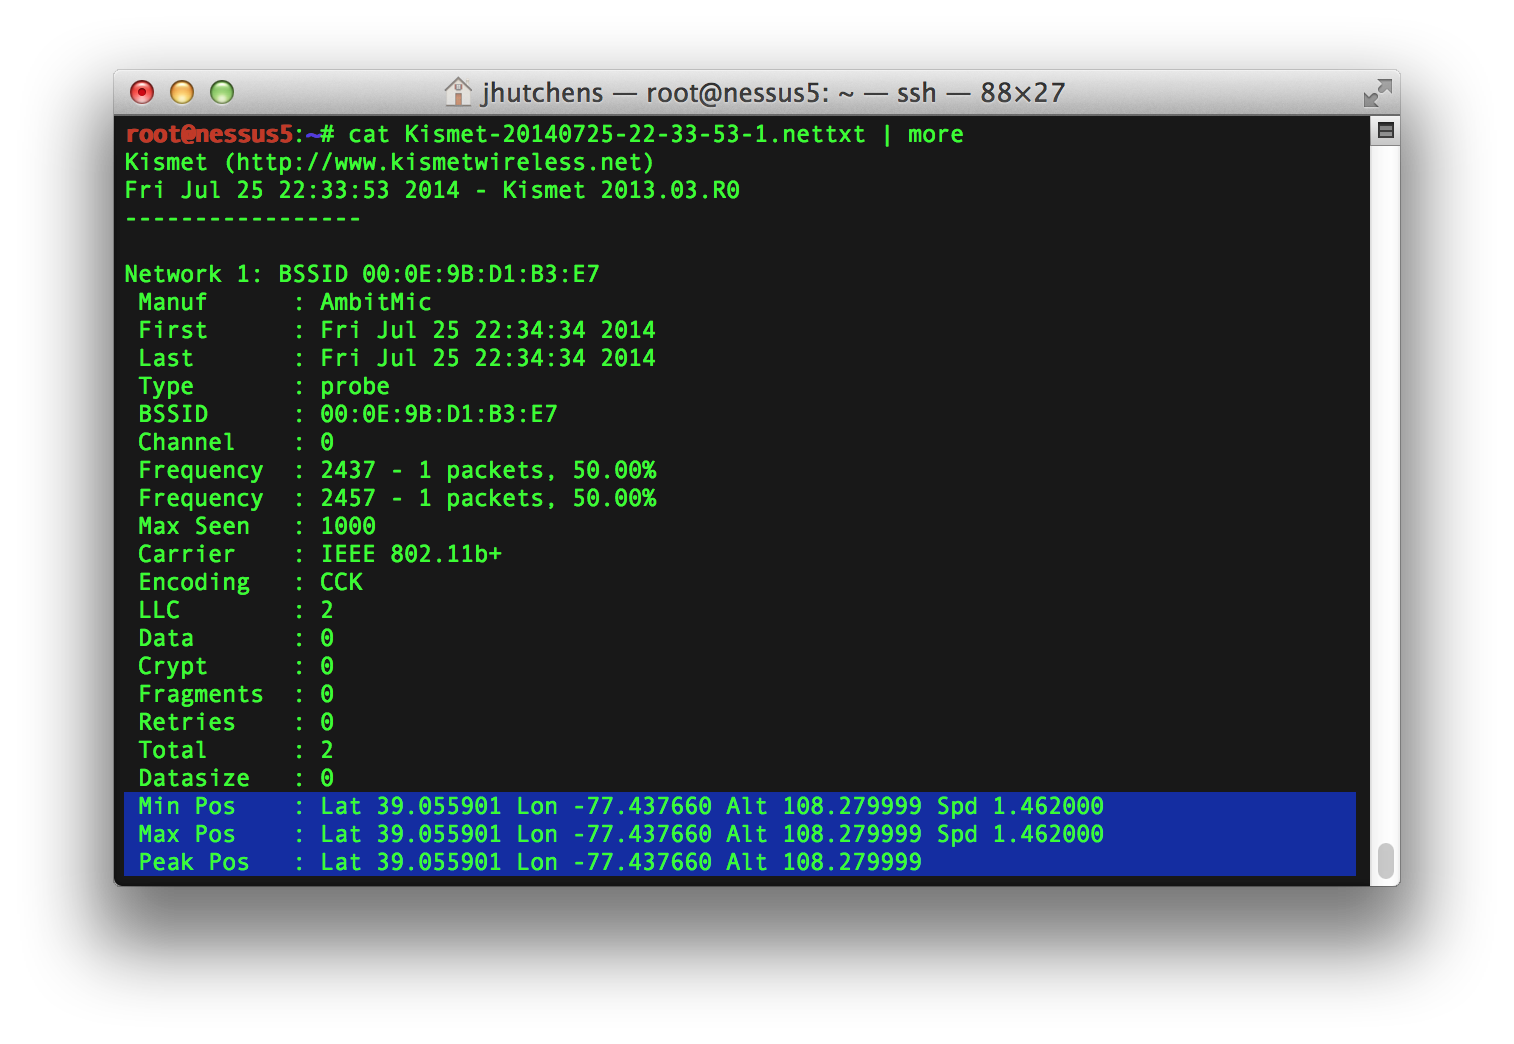 jhutchens — root@nessus5: ~ — ssh — 88×27
root@nessus5:~# cat Kismet-20140725-22-33-53-1.nettxt | more
Kismet (http://www.kismetwireless.net)
Fri Jul 25 22:33:53 2014 - Kismet 2013.03.R0
-----------------
Network 1: BSSID 00:0E:9B:D1:B3:E7
 Manuf      : AmbitMic
 First      : Fri Jul 25 22:34:34 2014
 Last       : Fri Jul 25 22:34:34 2014
 Type       : probe
 BSSID      : 00:0E:9B:D1:B3:E7
 Channel    : 0
 Frequency  : 2437 - 1 packets, 50.00%
 Frequency  : 2457 - 1 packets, 50.00%
 Max Seen   : 1000
 Carrier    : IEEE 802.11b+
 Encoding   : CCK
 LLC        : 2
 Data       : 0
 Crypt      : 0
 Fragments  : 0
 Retries    : 0
 Total      : 2
 Datasize   : 0
 Min Pos    : Lat 39.055901 Lon -77.437660 Alt 108.279999 Spd 1.462000
 Max Pos    : Lat 39.055901 Lon -77.437660 Alt 108.279999 Spd 1.462000
 Peak Pos   : Lat 39.055901 Lon -77.437660 Alt 108.279999